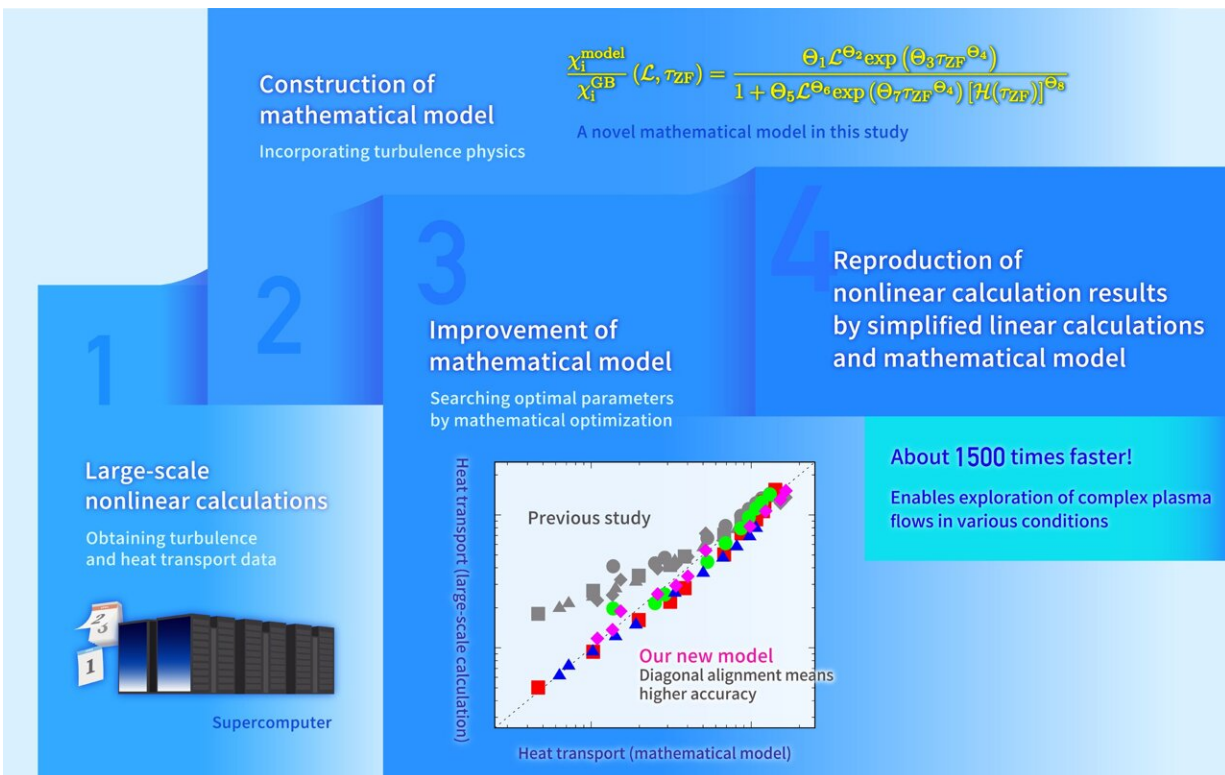 1
Large-scale
nonlinear calculations
Obtaining turbulence
and heat transport data
2
3
1
Supercomputer
2
Construction of
mathematical model
Incorporating turbulence physics
χ_i^model / χ_i^GB (ℒ, τ_ZF) = Θ₁ℒ^Θ₂ exp (Θ₃τ_ZF^Θ₄) / 1 + Θ₅ℒ^Θ₆ exp (Θ₇τ_ZF^Θ₄) [ℋ(τ_ZF)]^Θ₈
A novel mathematical model in this study
3
Improvement of
mathematical model
Searching optimal parameters
by mathematical optimization
Heat transport (large-scale calculation)
Previous study
Our new model
Diagonal alignment means
higher accuracy
Heat transport (mathematical model)
4
Reproduction of
nonlinear calculation results
by simplified linear calculations
and mathematical model
About 1500 times faster!
Enables exploration of complex plasma
flows in various conditions